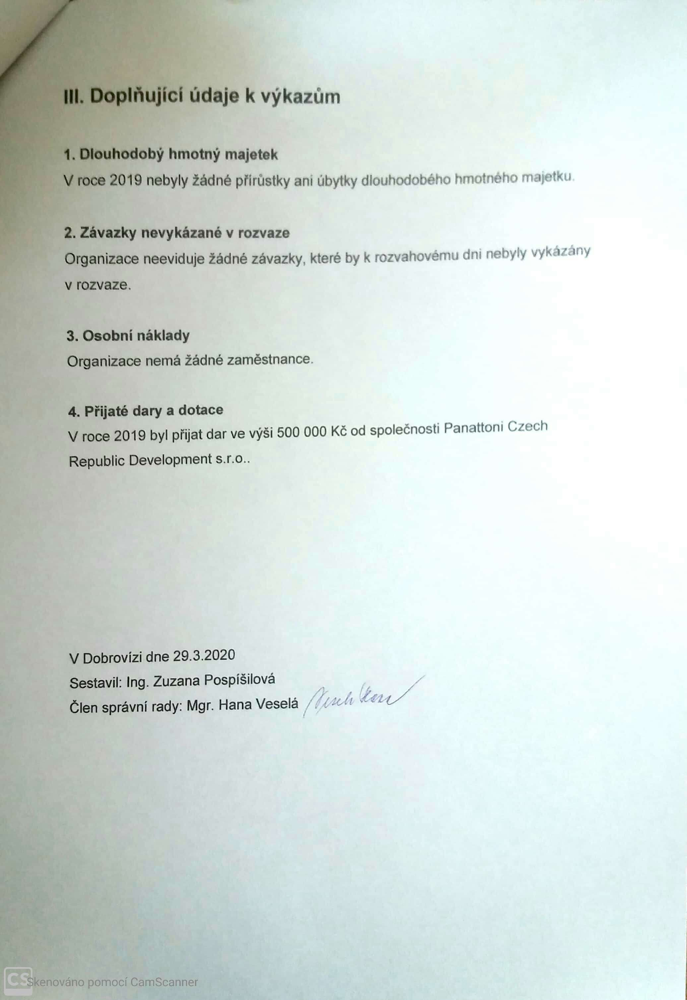 III. Doplňující údaje k výkazům
1. Dlouhodobý hmotný majetek
V roce 2019 nebyly žádné přírůstky ani úbytky dlouhodobého hmotného majetku.
2. Závazky nevykázané v rozvaze
Organizace neeviduje žádné závazky, které by k rozvahovému dni nebyly vykázány
v rozvaze.
3. Osobní náklady
Organizace nemá žádné zaměstnance.
4. Přijaté dary a dotace
V roce 2019 byl přijat dar ve výši 500 000 Kč od společnosti Panattoni Czech
Republic Development s.r.o..
V Dobrovízi dne 29.3.2020
Sestavil: Ing. Zuzana Pospíšilová
Člen správní rady: Mgr. Hana Veselá
CS Skenováno pomocí CamScanner